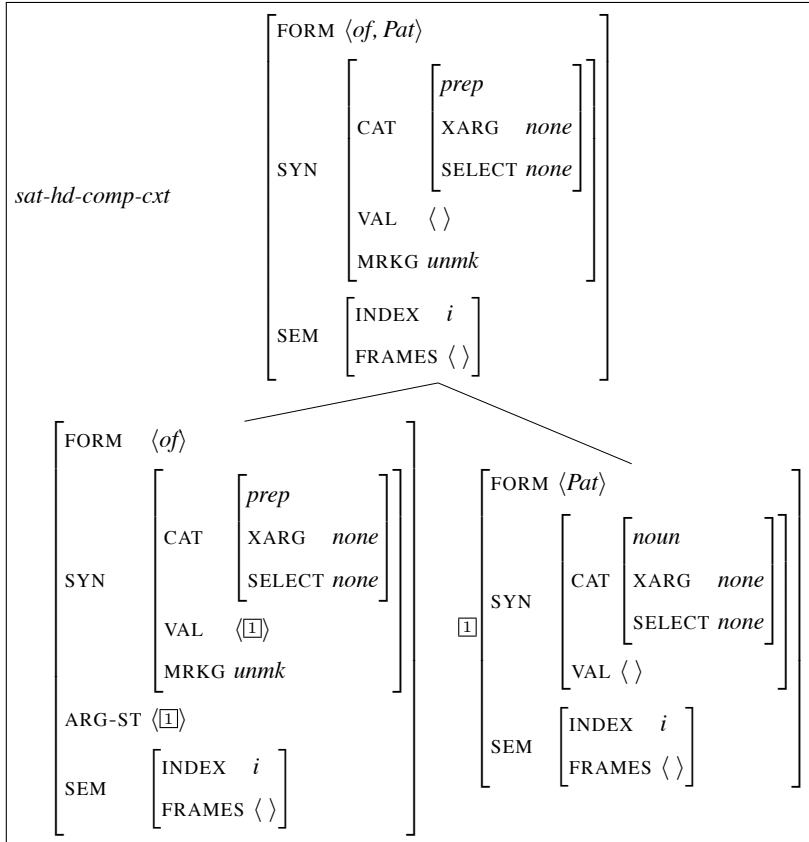 FORM ⟨of, Pat⟩
prep
CAT XARG none
SELECT none
SYN
sat-hd-comp-cxt
VAL ⟨ ⟩
MRKG unmk
INDEX i
SEM
FRAMES ⟨ ⟩
FORM ⟨of⟩
prep
CAT XARG none
SELECT none
SYN
VAL ⟨1⟩
MRKG unmk
ARG-ST ⟨1⟩
INDEX i
SEM
FRAMES ⟨ ⟩
1
FORM ⟨Pat⟩
noun
CAT XARG none
SELECT none
SYN
VAL ⟨ ⟩
INDEX i
SEM
FRAMES ⟨ ⟩